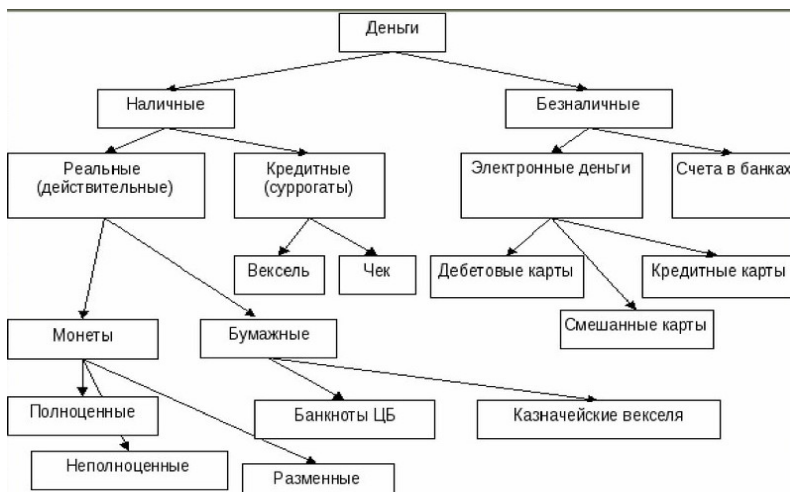 Деньги
Наличные
Безналичные
Реальные
(действительные)
Кредитные
(суррогаты)
Электронные деньги
Счета в банках
Вексель
Чек
Дебетовые карты
Кредитные карты
Смешанные карты
Монеты
Бумажные
Полноценные
Банкноты ЦБ
Казначейские векселя
Неполноценные
Разменные